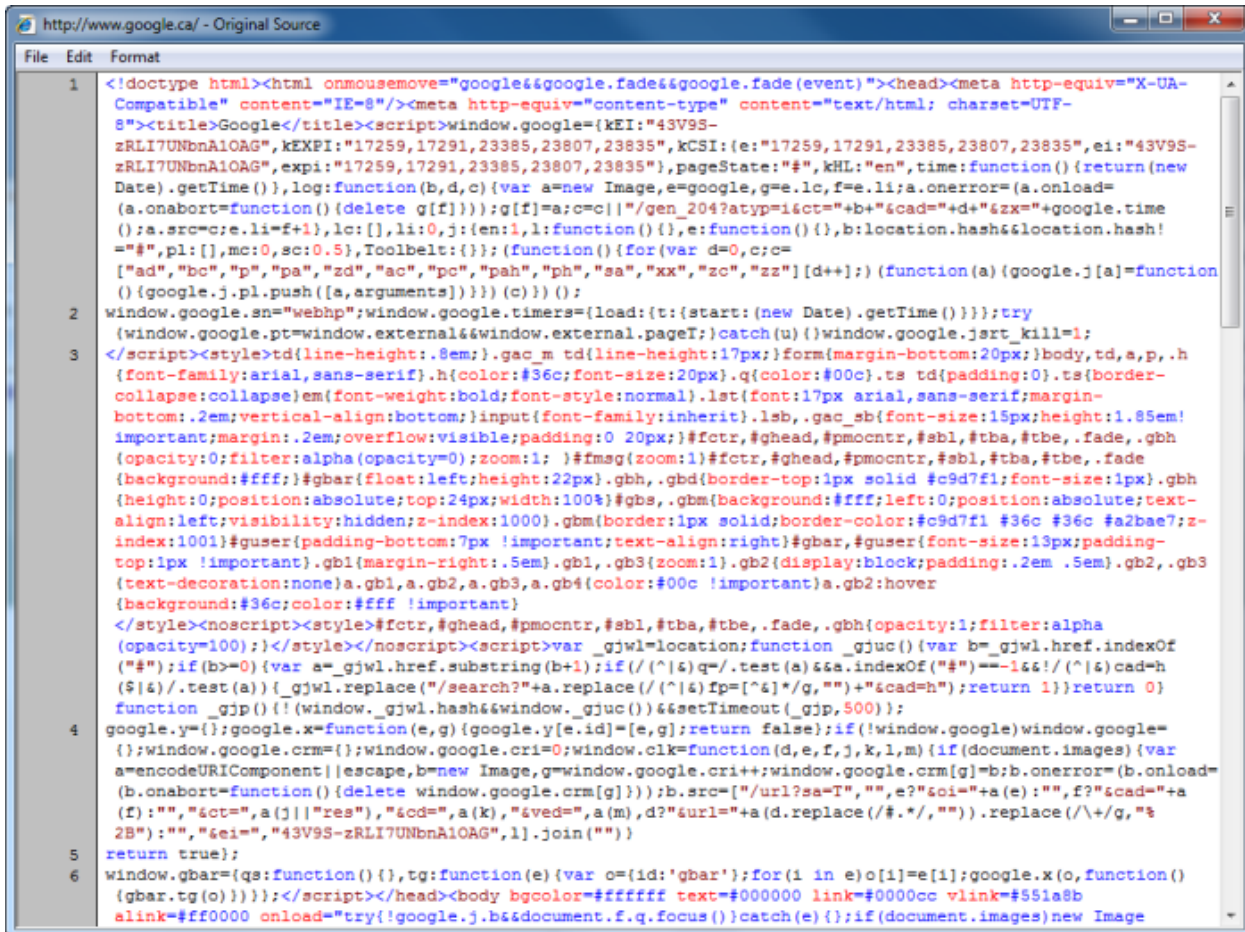 http://www.google.ca/ - Original Source
File Edit Format
1 <!doctype html><html onmousemove="google&&google.fade&&google.fade(event)"><head><meta http-equiv="X-UA-
Compatible" content="IE=8"/><meta http-equiv="content-type" content="text/html; charset=UTF-
8"><title>Google</title><script>window.google={kEI:"43V9S-
zRLI7UNbnA1OAG",kEXPI:"17259,17291,23385,23807,23835",kCSI:{e:"17259,17291,23385,23807,23835",ei:"43V9S-
zRLI7UNbnA1OAG",expi:"17259,17291,23385,23807,23835"},pageState:"#",kHL:"en",time:function(){return(new
Date).getTime()},log:function(b,d,c){var a=new Image,e=google,g=e.lc,f=e.li;a.onerror=(a.onload=
(a.onabort=function(){delete g[f]}));g[f]=a;c=c||"/gen_204?atyp=i&ct="+b+"&cad="+d+"&zx="+google.time
();a.src=c;e.li=f+1},lc:[],li:0,j:{en:1,l:function(){},e:function(){},b:location.hash&&location.hash!
="#",pl:[],mc:0,sc:0.5},Toolbelt:{}};(function(){for(var d=0,c;c=
["ad","bc","p","pa","zd","ac","pc","pah","ph","sa","xx","zc","zz"][d++];)(function(a){google.j[a]=function
(){google.j.pl.push([a,arguments])}})(c)})();
2 window.google.sn="webhp";window.google.timers={load:{t:{start:(new Date).getTime()}}};try
{window.google.pt=window.external&&window.external.pageT;}catch(u){}window.google.jsrt_kill=1;
3 </script><style>td{line-height:.8em;}.gac_m td{line-height:17px;}form{margin-bottom:20px;}body,td,a,p,.h
{font-family:arial,sans-serif}.h{color:#36c;font-size:20px}.q{color:#00c}.ts td{padding:0}.ts{border-
collapse:collapse}em{font-weight:bold;font-style:normal}.lst{font:17px arial,sans-serif;margin-
bottom:.2em;vertical-align:bottom;}input{font-family:inherit}.lsb,.gac_sb{font-size:15px;height:1.85em!
important;margin:.2em;overflow:visible;padding:0 20px;}#fctr,#ghead,#pmocntr,#sbl,#tba,#tbe,.fade,.gbh
{opacity:0;filter:alpha(opacity=0);zoom:1; }#fmsg{zoom:1}#fctr,#ghead,#pmocntr,#sbl,#tba,#tbe,.fade
{background:#fff;}#gbar{float:left;height:22px}.gbh,.gbd{border-top:1px solid #c9d7f1;font-size:1px}.gbh
{height:0;position:absolute;top:24px;width:100%}#gbs,.gbm{background:#fff;left:0;position:absolute;text-
align:left;visibility:hidden;z-index:1000}.gbm{border:1px solid;border-color:#c9d7f1 #36c #36c #a2bae7;z-
index:1001}#guser{padding-bottom:7px !important;text-align:right}#gbar,#guser{font-size:13px;padding-
top:1px !important}.gb1{margin-right:.5em}.gb1,.gb3{zoom:1}.gb2{display:block;padding:.2em .5em}.gb2,.gb3
{text-decoration:none}a.gb1,a.gb2,a.gb3,a.gb4{color:#00c !important}a.gb2:hover
{background:#36c;color:#fff !important}
</style><noscript><style>#fctr,#ghead,#pmocntr,#sbl,#tba,#tbe,.fade,.gbh{opacity:1;filter:alpha
(opacity=100);}</style></noscript><script>var _gjwl=location;function _gjuc(){var b=_gjwl.href.indexOf
("#");if(b>=0){var a=_gjwl.href.substring(b+1);if(/(^|&)q=/.test(a)&&a.indexOf("#")==-1&&!/(^|&)cad=h
($|&)/.test(a)){_gjwl.replace("/search?"+a.replace(/(^|&)fp=[^&]*/g,"")+"&cad=h");return 1}}return 0}
function _gjp(){!(window._gjwl.hash&&window._gjuc())&&setTimeout(_gjp,500)};
4 google.y={};google.x=function(e,g){google.y[e.id]=[e,g];return false};if(!window.google)window.google=
{};window.google.crm={};window.google.cri=0;window.clk=function(d,e,f,j,k,l,m){if(document.images){var
a=encodeURIComponent||escape,b=new Image,g=window.google.cri++;window.google.crm[g]=b;b.onerror=(b.onload=
(b.onabort=function(){delete window.google.crm[g]}));b.src=["/url?sa=T","",e?"&oi="+a(e):"",f?"&cad="+a
(f):"","&ct=",a(j||"res"),"&cd=",a(k),"&ved=",a(m),d?"&url="+a(d.replace(/#.*/,"")).replace(/\+/g,"%
2B"):"","&ei=","43V9S-zRLI7UNbnA1OAG",l].join("")}
5 return true};
6 window.gbar={qs:function(){},tg:function(e){var o={id:'gbar'};for(i in e)o[i]=e[i];google.x(o,function()
{gbar.tg(o)})}};</script></head><body bgcolor=#ffffff text=#000000 link=#0000cc vlink=#551a8b
alink=#ff0000 onload="try{!google.j.b&&document.f.q.focus()}catch(e){};if(document.images)new Image